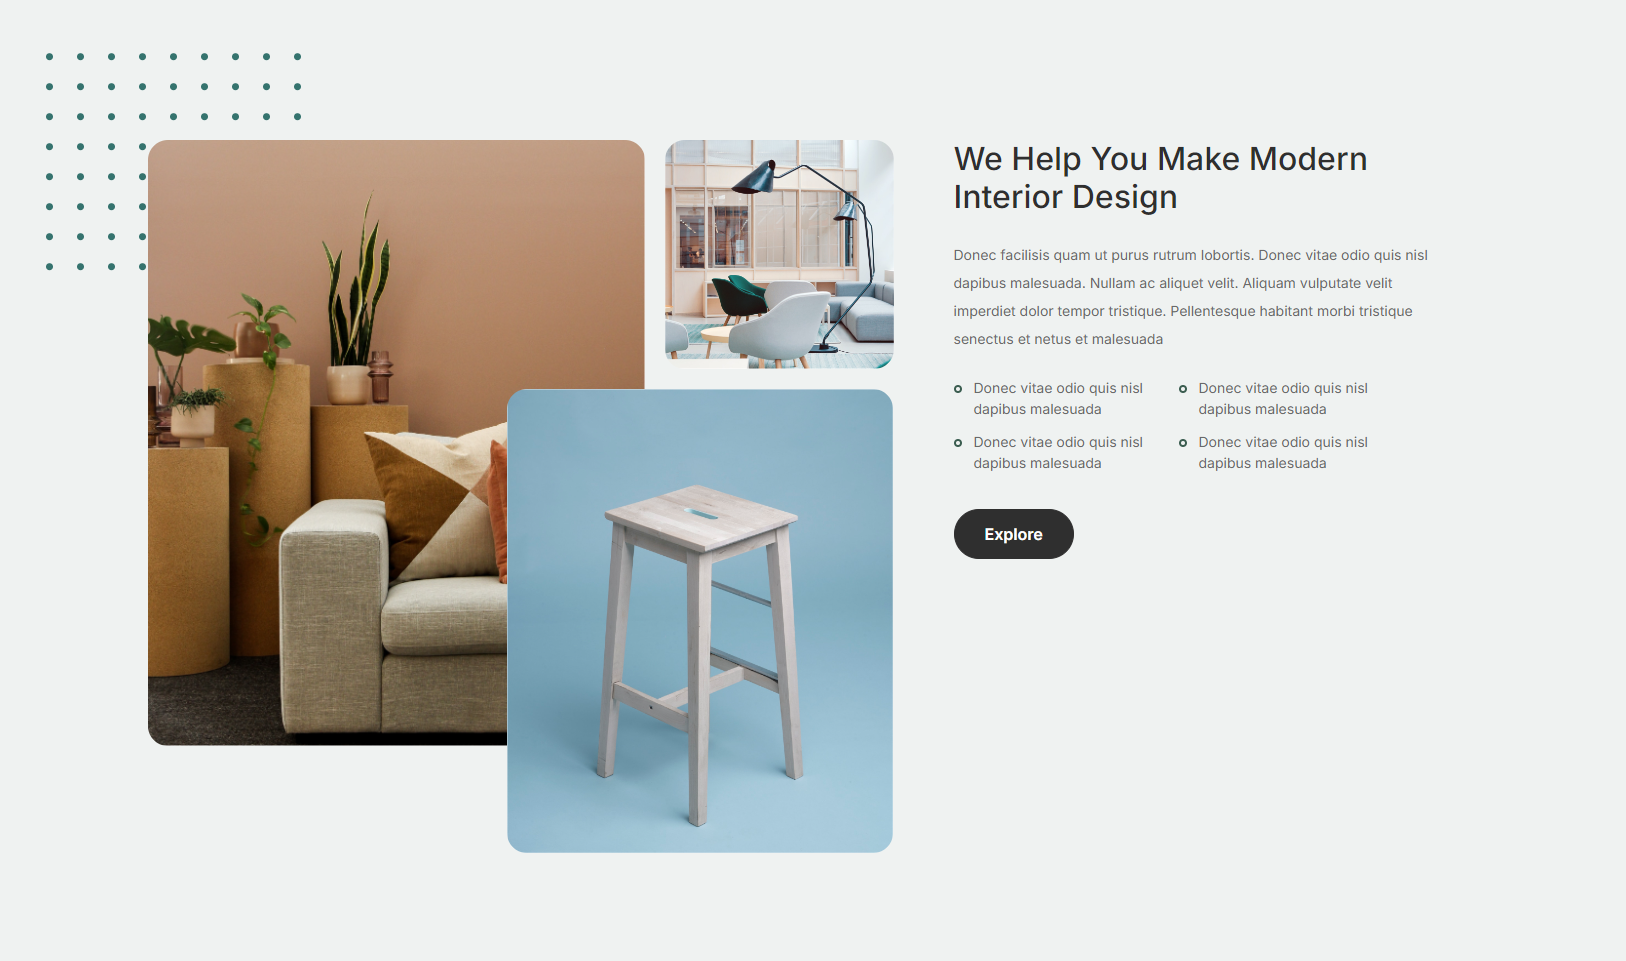 We Help You Make Modern
Interior Design
Donec facilisis quam ut purus rutrum lobortis. Donec vitae odio quis nisl
dapibus malesuada. Nullam ac aliquet velit. Aliquam vulputate velit
imperdiet dolor tempor tristique. Pellentesque habitant morbi tristique
senectus et netus et malesuada
Donec vitae odio quis nisl
dapibus malesuada
Donec vitae odio quis nisl
dapibus malesuada
Donec vitae odio quis nisl
dapibus malesuada
Donec vitae odio quis nisl
dapibus malesuada
Explore